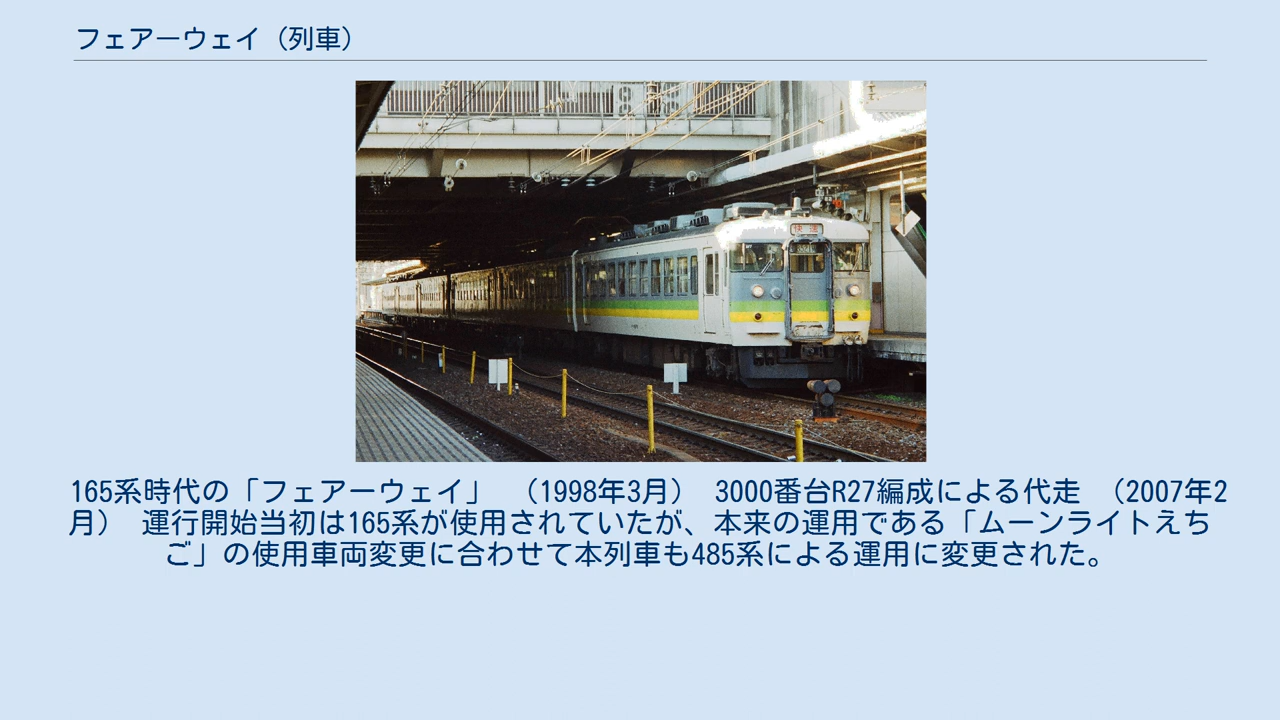 フェアーウェイ（列車）
快速
165系時代の「フェアーウェイ」 （1998年3月） 3000番台R27編成による代走 （2007年2
月） 運行開始当初は165系が使用されていたが、本来の運用である「ムーンライトえち
ご」の使用車両変更に合わせて本列車も485系による運用に変更された。